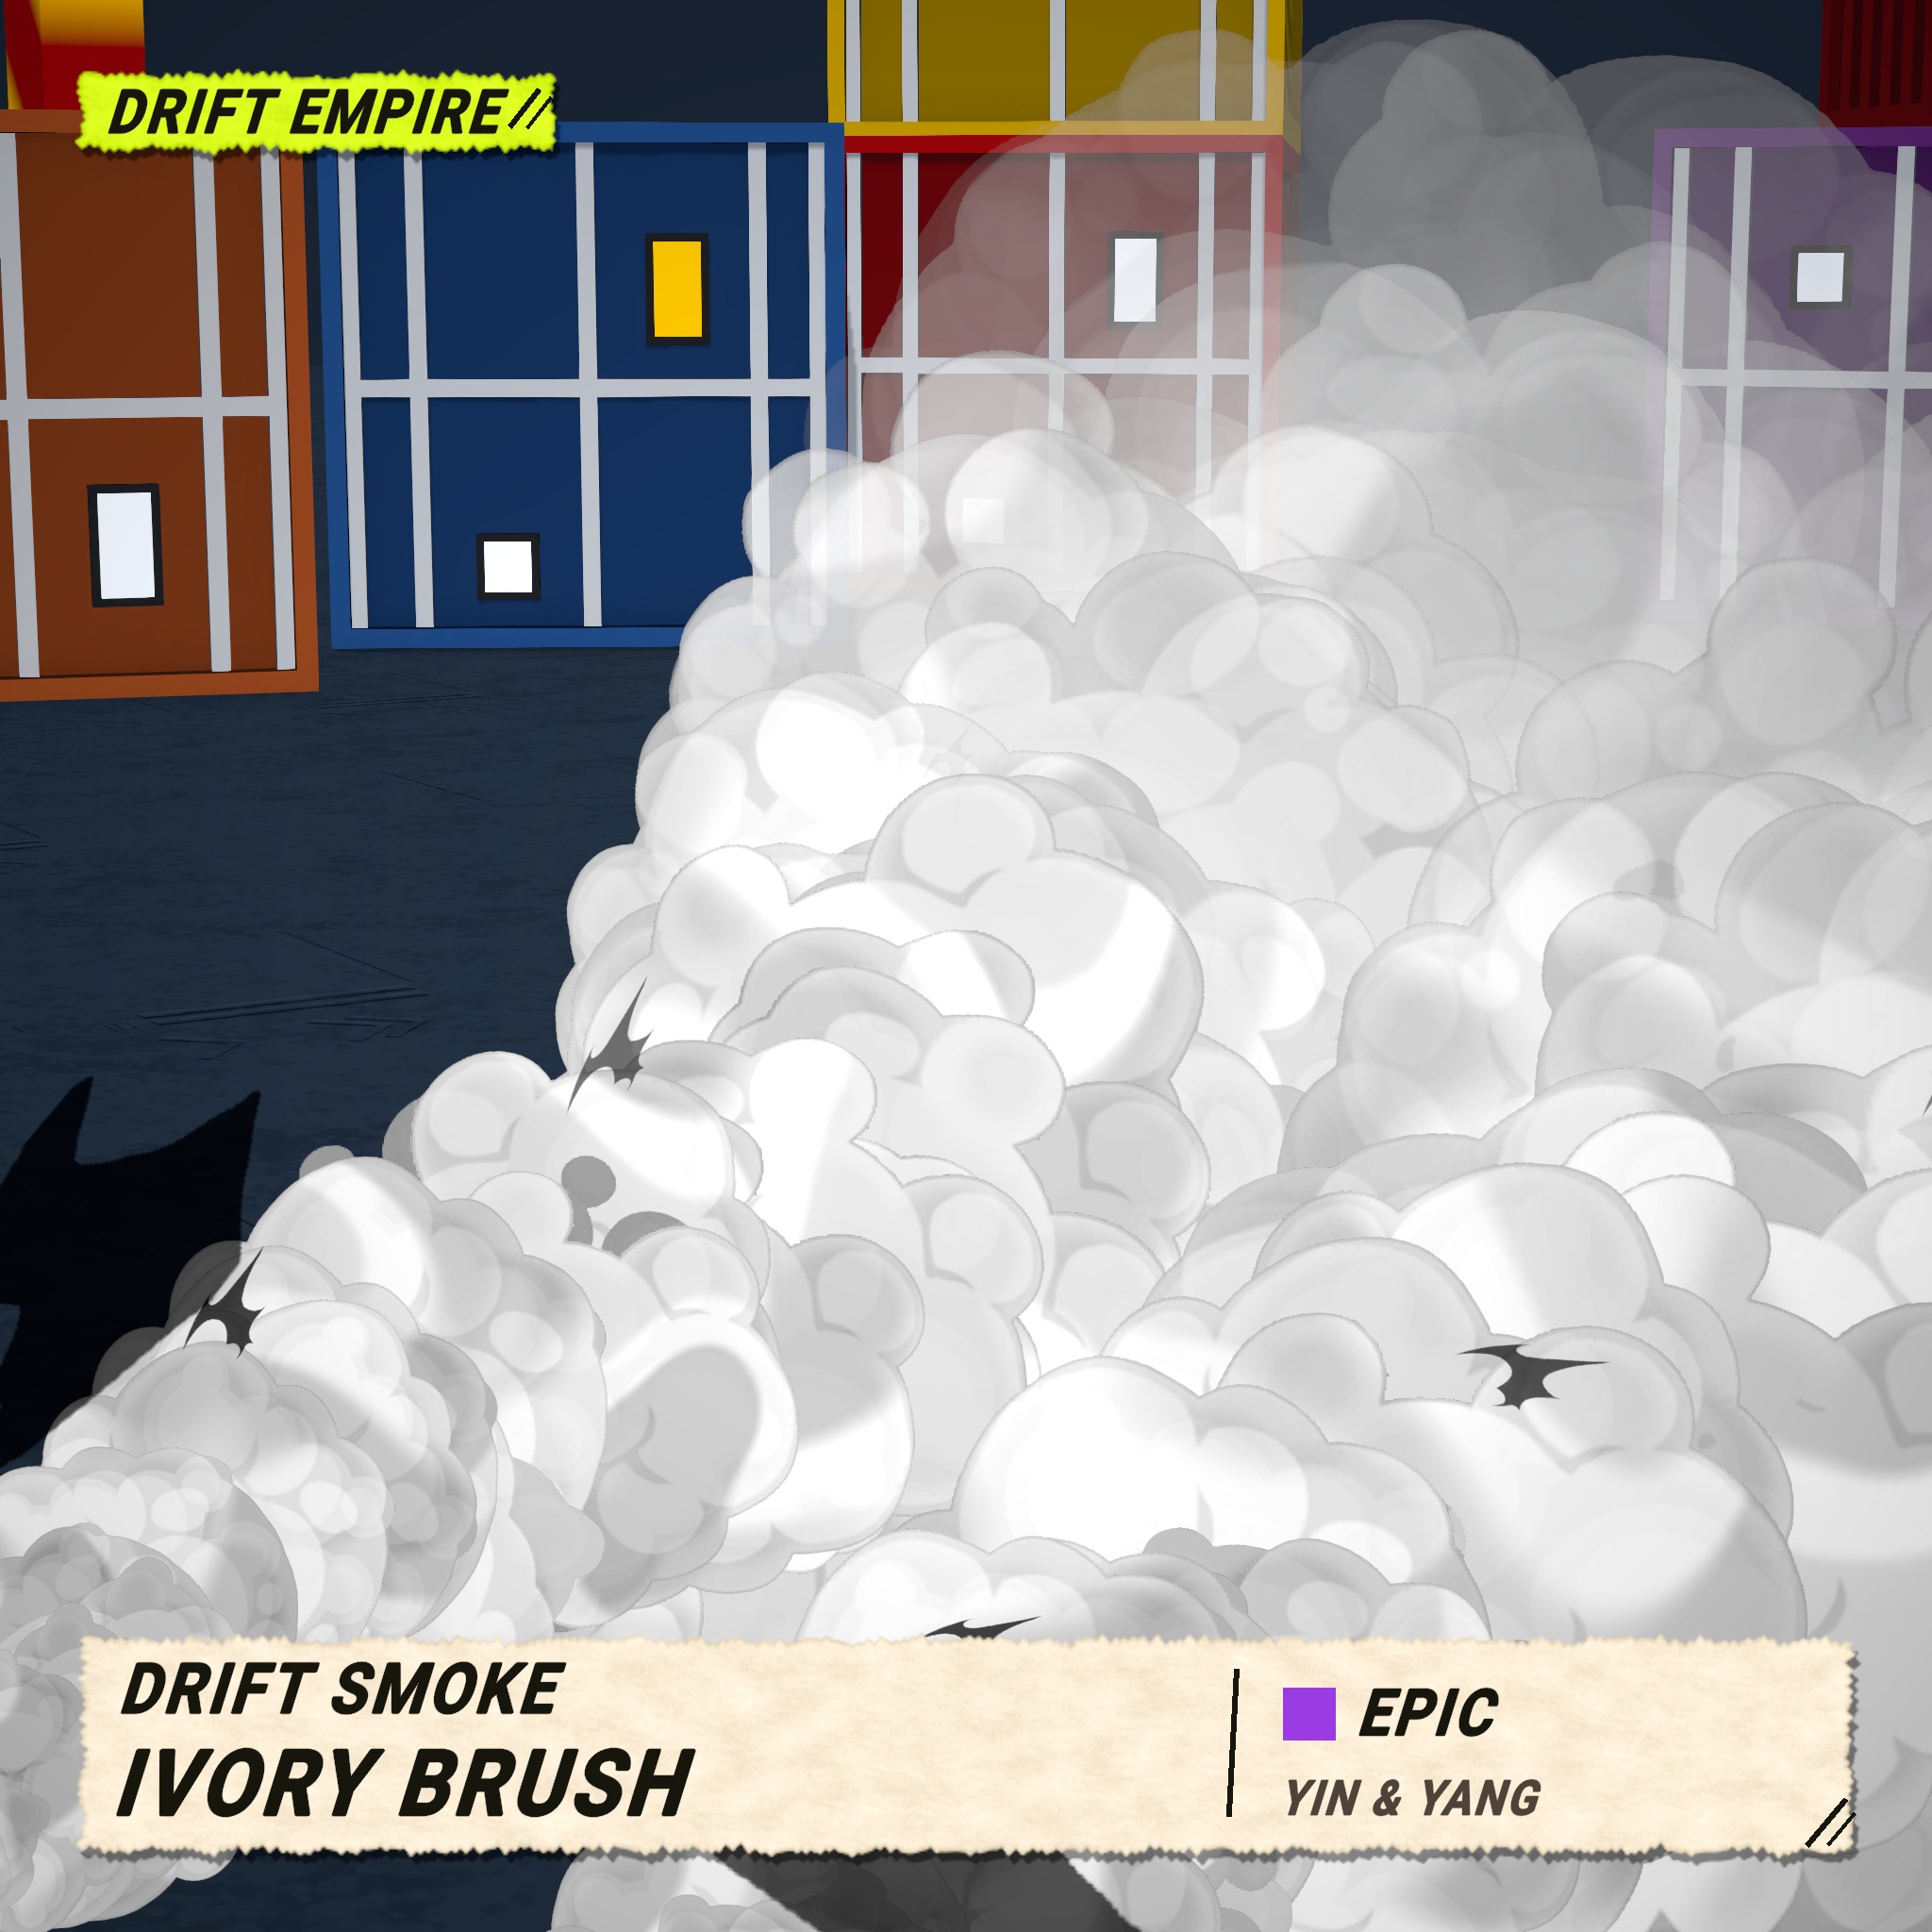 DRIFT EMPIRE//
DRIFT SMOKE
IVORY BRUSH
EPIC
YIN & YANG